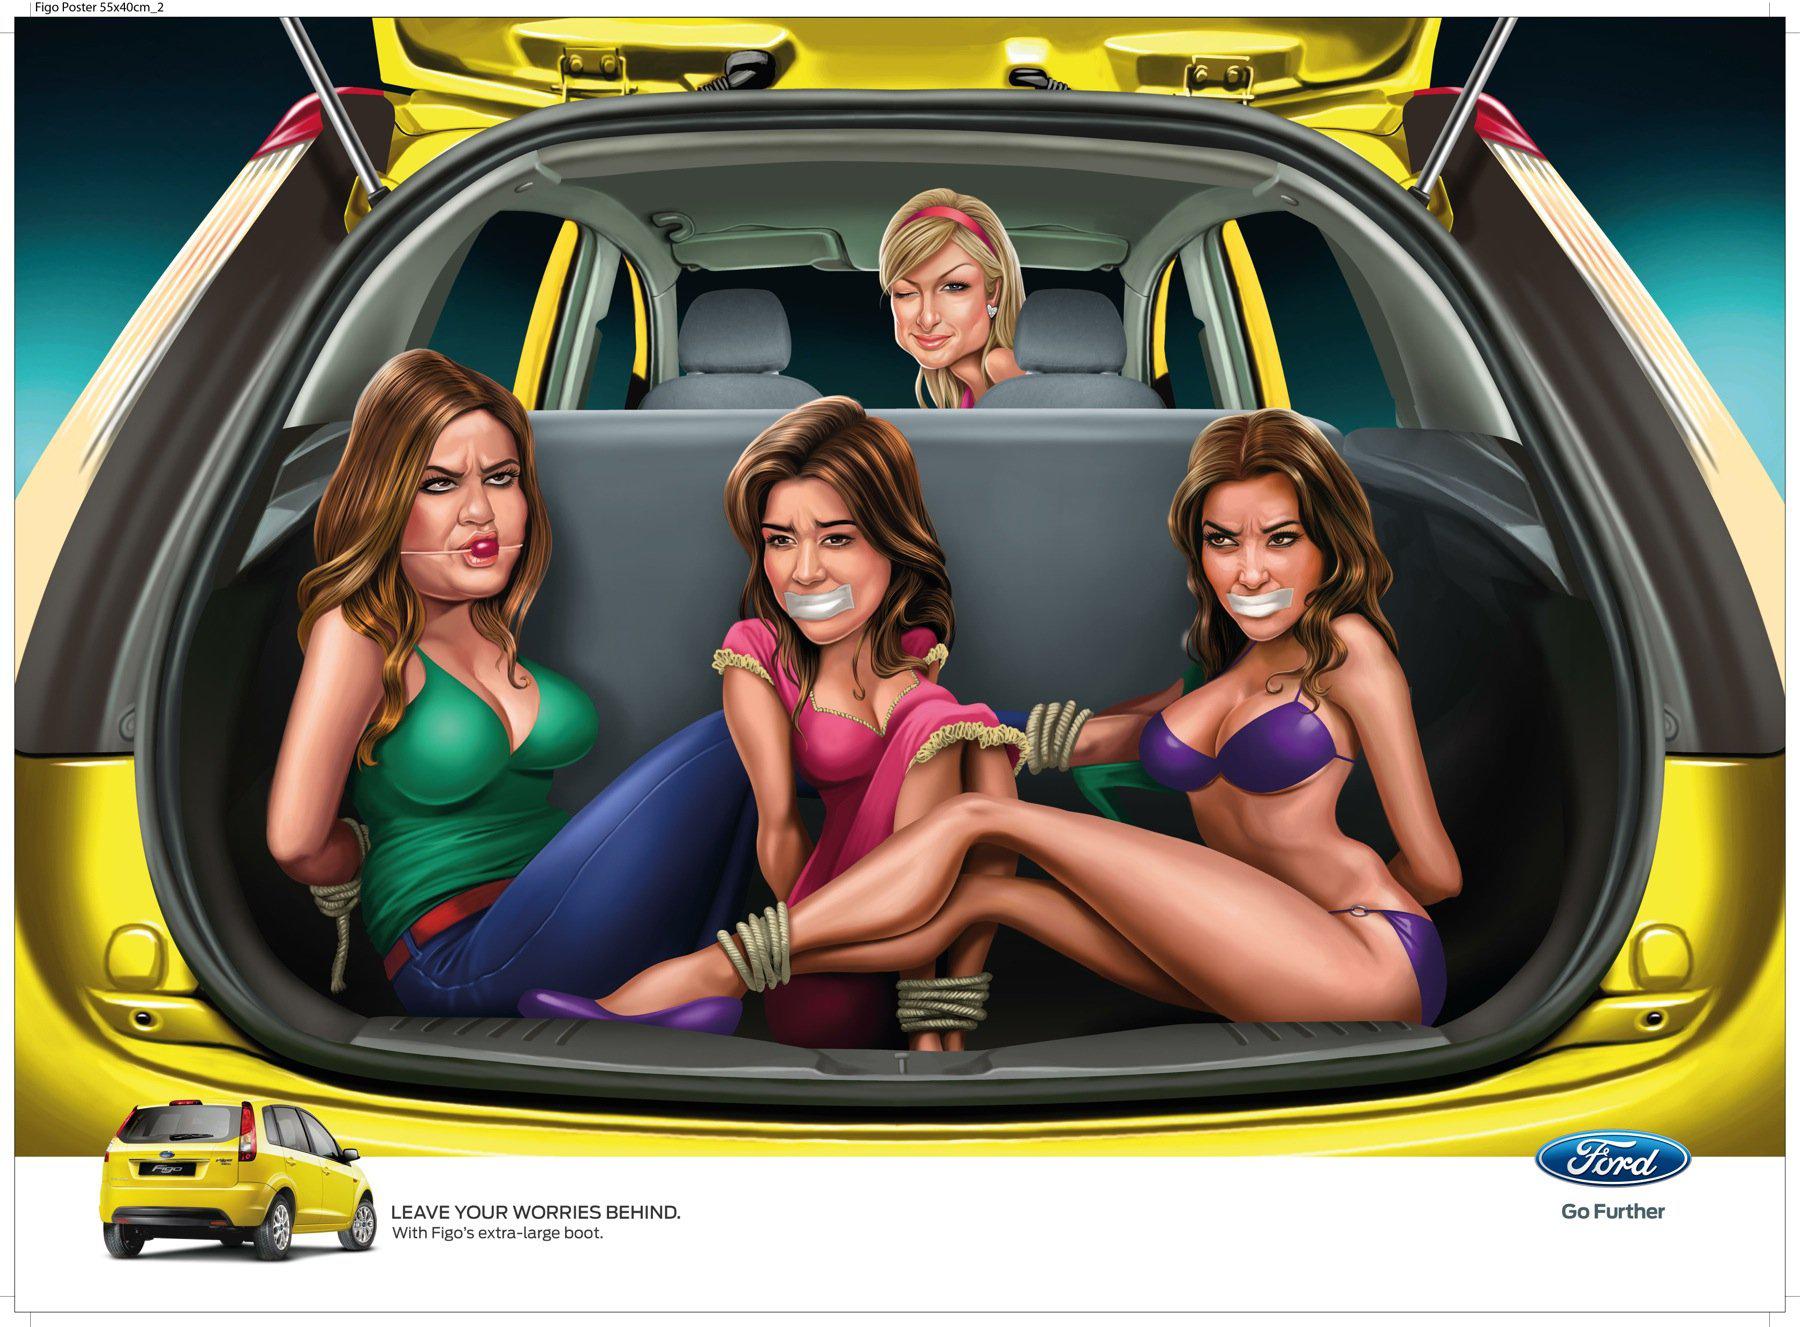 Figo Poster 55x40cm_2
Figo
LEAVE YOUR WORRIES BEHIND.
With Figo's extra-large boot.
Ford
Go Further